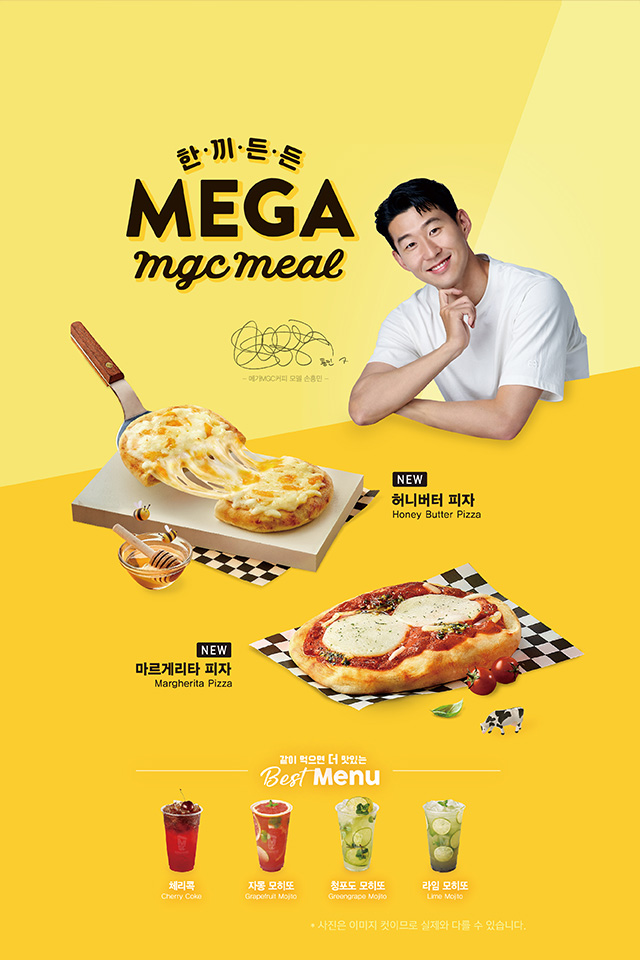 한·끼·든·든
MEGA
mgc meal
- 메가MGC커피 모델 손흥민 -
NEW
허니버터 피자
Honey Butter Pizza
NEW
마르게리타 피자
Margherita Pizza
같이 먹으면 더 맛있는
Best Menu
체리콕
Cherry Coke
자몽 모히또
Grapefruit Mojito
청포도 모히또
Greengrape Mojito
라임 모히또
Lime Mojito
* 사진은 이미지 컷이므로 실제와 다를 수 있습니다.